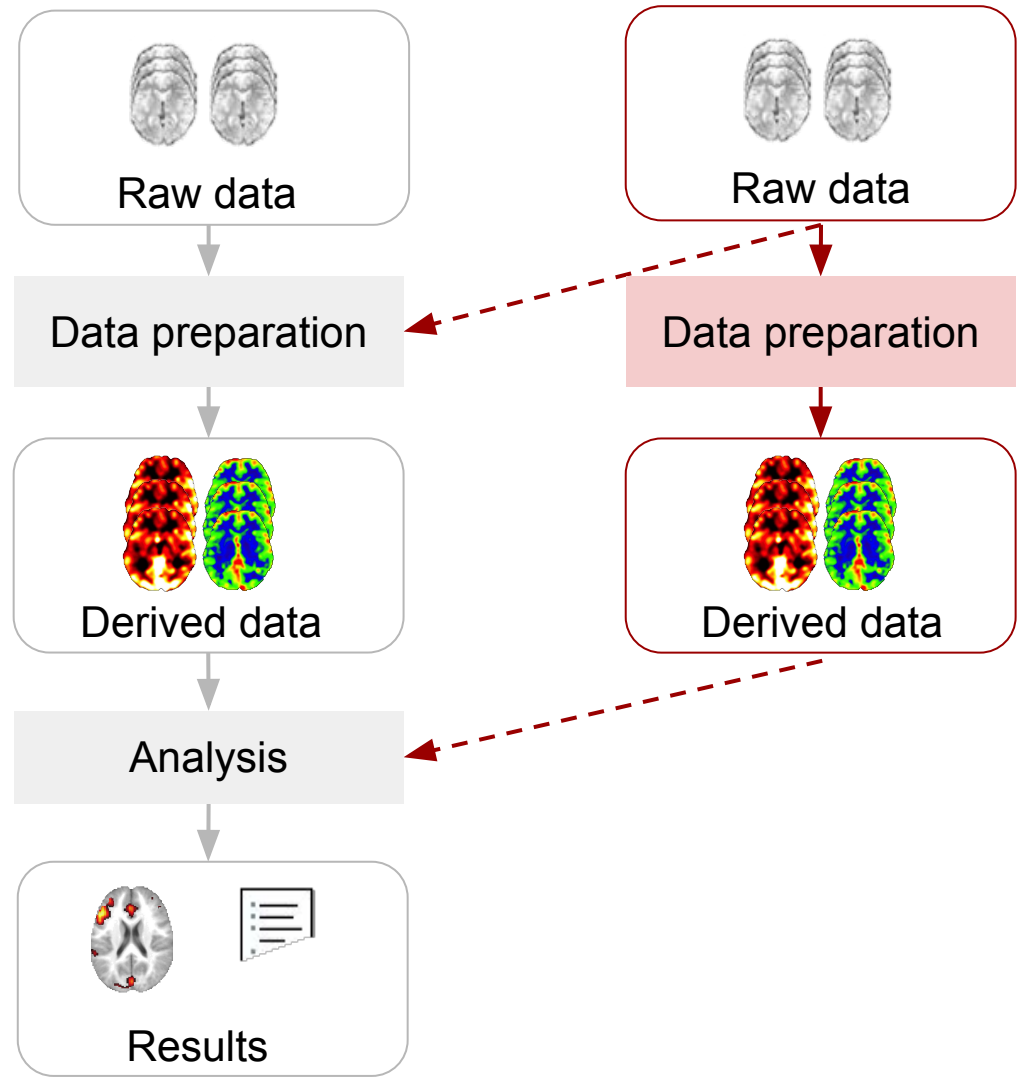 Raw data
Raw data
Data preparation
Data preparation
Derived data
Derived data
Analysis
Results